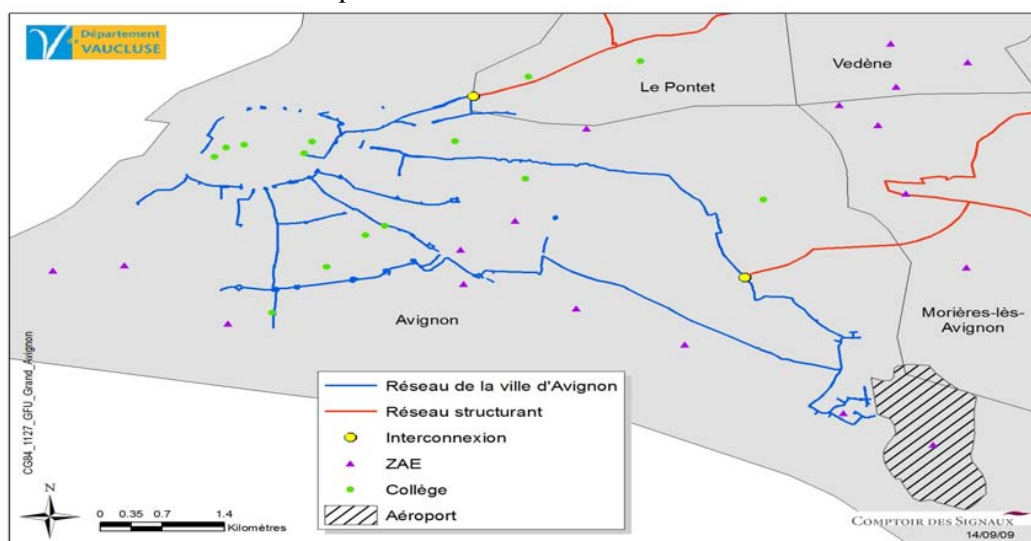 Département
VAUCLUSE
Le Pontet
Vedène
Avignon
Morières-lès-
Avignon
CG84_1127_GFU_Grand_Avignon
Réseau de la ville d'Avignon
Réseau structurant
Interconnexion
ZAE
Collège
Aéroport
N
0 0.35 0.7 1.4
Kilomètres
COMPTOIR DES SIGNAUX
14/09/09